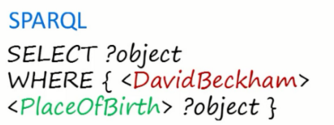 SPARQL
SELECT ?object
WHERE { <DavidBeckham>
<PlaceOfBirth> ?object }